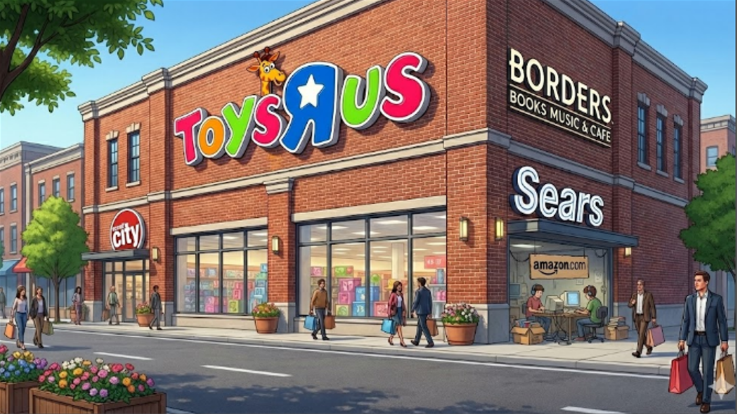 TOYSRUS
BORDERS
BOOKS MUSIC & CAFE
Sears
city
amazon.com